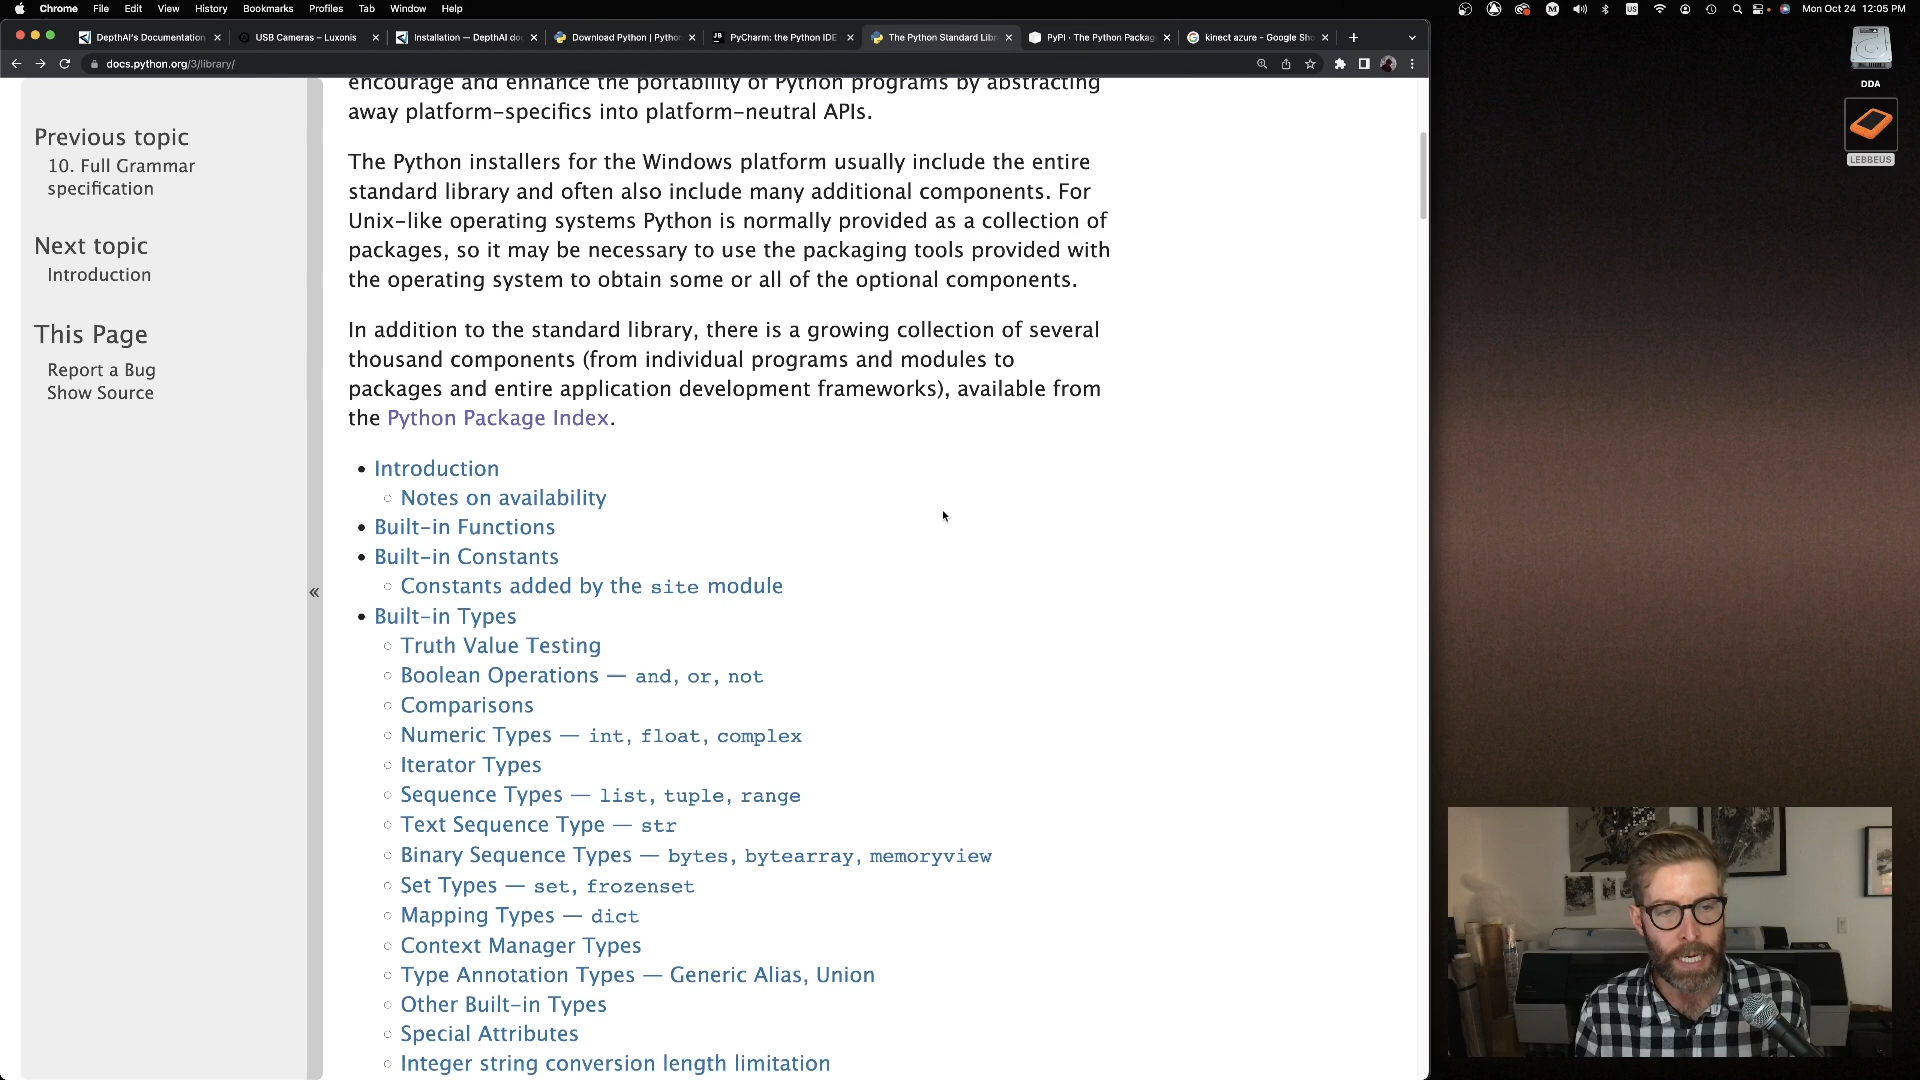 Chrome File Edit View History Bookmarks Profiles Tab Window Help
M US Mon Oct 24 12:05 PM
DepthAI's Documentation USB Cameras – Luxonis Installation — DepthAI do Download Python | Python PyCharm: the Python IDE The Python Standard Libr PyPI · The Python Packag kinect azure - Google Sho
docs.python.org/3/library/
DDA
LEBBEUS
Previous topic
10. Full Grammar
specification
Next topic
Introduction
This Page
Report a Bug
Show Source
«
encourage and enhance the portability of Python programs by abstracting
away platform-specifics into platform-neutral APIs.
The Python installers for the Windows platform usually include the entire
standard library and often also include many additional components. For
Unix-like operating systems Python is normally provided as a collection of
packages, so it may be necessary to use the packaging tools provided with
the operating system to obtain some or all of the optional components.
In addition to the standard library, there is a growing collection of several
thousand components (from individual programs and modules to
packages and entire application development frameworks), available from
the Python Package Index.
• Introduction
○ Notes on availability
• Built-in Functions
• Built-in Constants
○ Constants added by the site module
• Built-in Types
○ Truth Value Testing
○ Boolean Operations — and, or, not
○ Comparisons
○ Numeric Types — int, float, complex
○ Iterator Types
○ Sequence Types — list, tuple, range
○ Text Sequence Type — str
○ Binary Sequence Types — bytes, bytearray, memoryview
○ Set Types — set, frozenset
○ Mapping Types — dict
○ Context Manager Types
○ Type Annotation Types — Generic Alias, Union
○ Other Built-in Types
○ Special Attributes
○ Integer string conversion length limitation